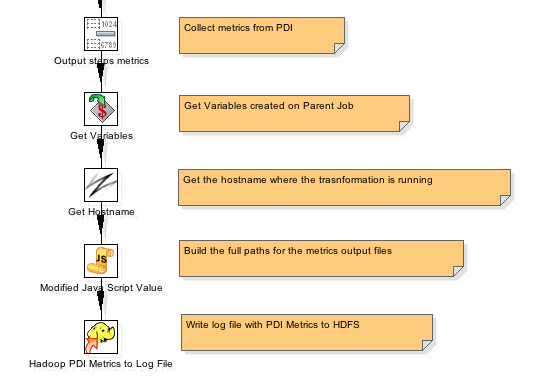 1024
6789
Collect metrics from PDI
Output steps metrics
$
Get Variables created on Parent Job
Get Variables
Get the hostname where the trasnformation is running
Get Hostname
Build the full paths for the metrics output files
JS
Modified Java Script Value
Write log file with PDI Metrics to HDFS
Hadoop PDI Metrics to Log File